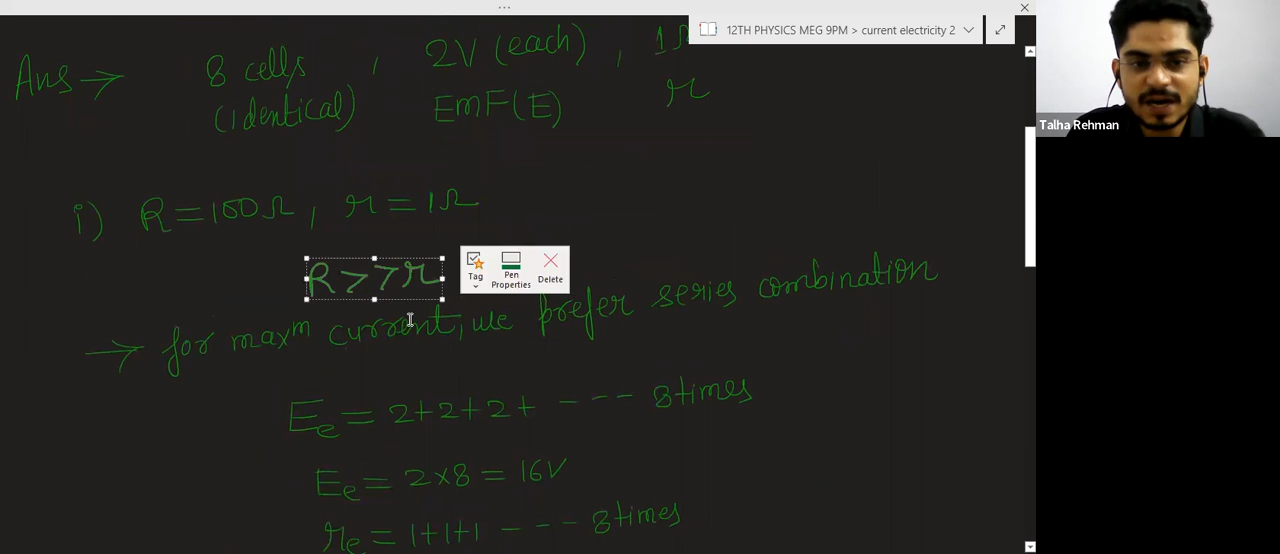 12TH PHYSICS MEG 9PM > current electricity 2
Talha Rehman
Ans → 8 cells , 2V (each) , 1Ω
(identical) EmF(E) r
i) R = 100Ω, r = 1Ω
R >> r
Tag
Pen Properties
Delete
→ for maxᵐ current, we prefer series combination
Ee = 2+2+2+ ---- 8 times
Ee = 2×8 = 16V
re = 1+1+1 ---- 8 times